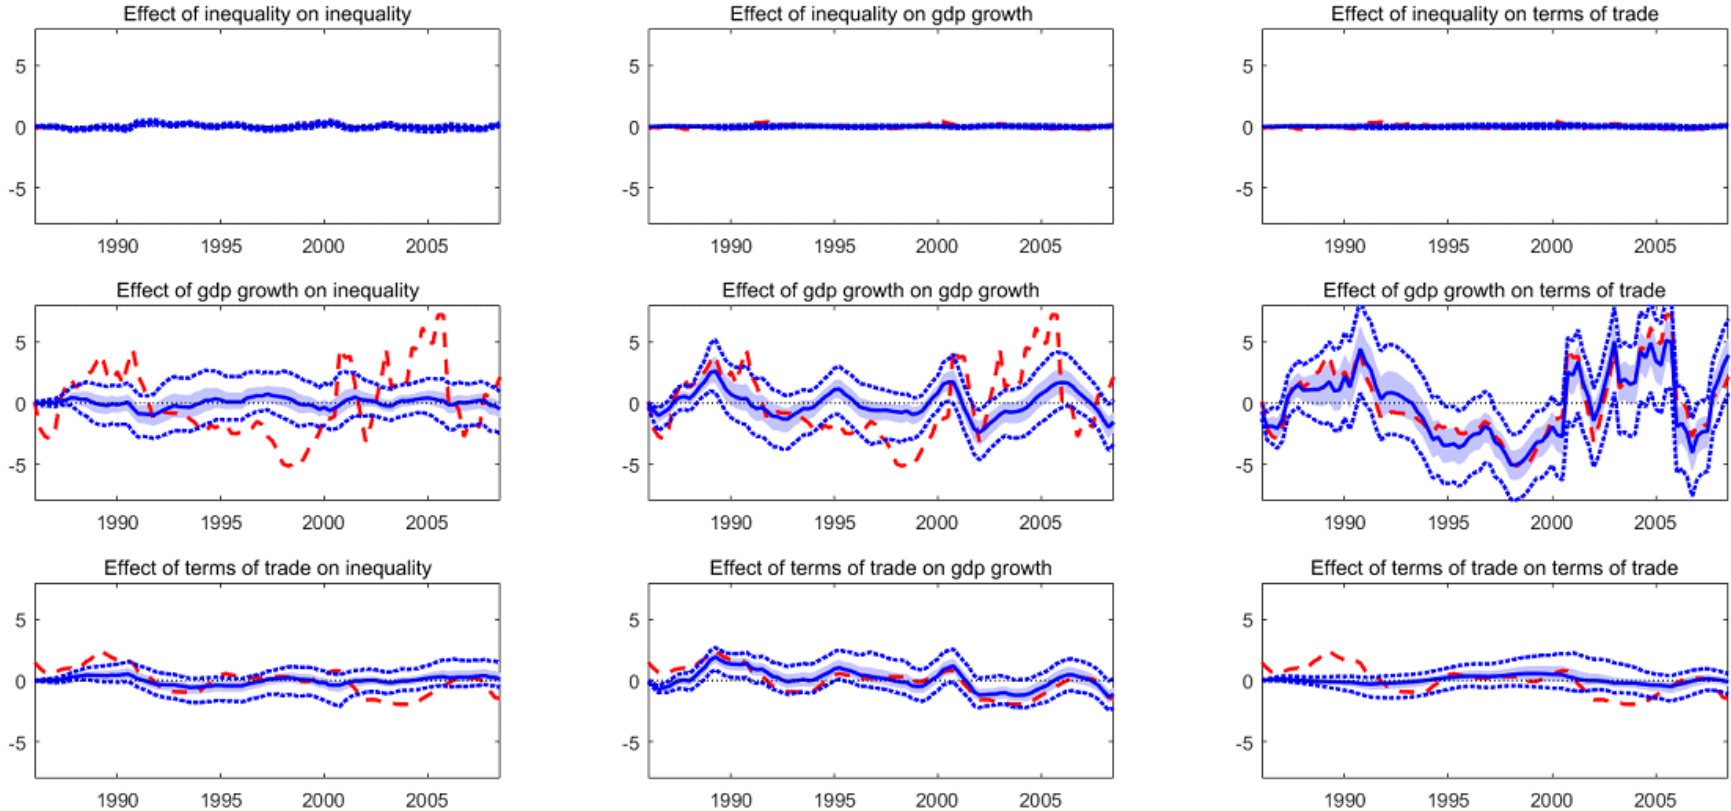 Effect of inequality on inequality
Effect of inequality on gdp growth
Effect of inequality on terms of trade
5
0
-5
1990 1995 2000 2005
5
0
-5
1990 1995 2000 2005
5
0
-5
1990 1995 2000 2005
Effect of gdp growth on inequality
Effect of gdp growth on gdp growth
Effect of gdp growth on terms of trade
5
0
-5
1990 1995 2000 2005
5
0
-5
1990 1995 2000 2005
5
0
-5
1990 1995 2000 2005
Effect of terms of trade on inequality
Effect of terms of trade on gdp growth
Effect of terms of trade on terms of trade
5
0
-5
1990 1995 2000 2005
5
0
-5
1990 1995 2000 2005
5
0
-5
1990 1995 2000 2005